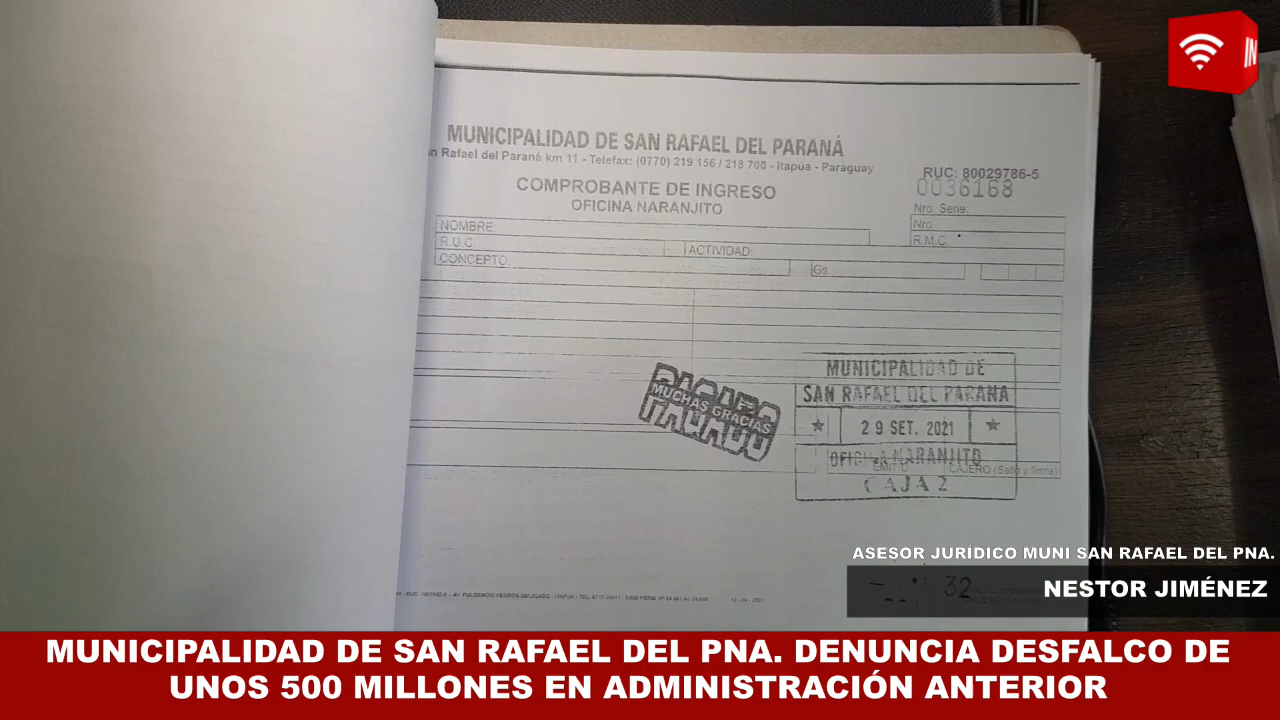 IN
MUNICIPALIDAD DE SAN RAFAEL DEL PARANÁ
n Rafael del Paraná km 11 - Telefax: (0770) 219 156 / 218 700 - Itapúa - Paraguay
RUC: 80029786-5
COMPROBANTE DE INGRESO
0036168
OFICINA NARANJITO
Nro. Serie:
NOMBRE:
Nro.
R.U.C.
ACTIVIDAD:
R.M.C.
CONCEPTO
Gs
MUNICIPALIDAD DE
SAN RAFAEL DEL PARANA
MUCHAS GRACIAS
29 SET. 2021
OFICINA NARANJITO
EMITIO
CAJERO (Sello y firma)
CAJA 2
32
ASESOR JURÍDICO MUNI SAN RAFAEL DEL PNA.
NESTOR JIMÉNEZ
MUNICIPALIDAD DE SAN RAFAEL DEL PNA. DENUNCIA DESFALCO DE
UNOS 500 MILLONES EN ADMINISTRACIÓN ANTERIOR